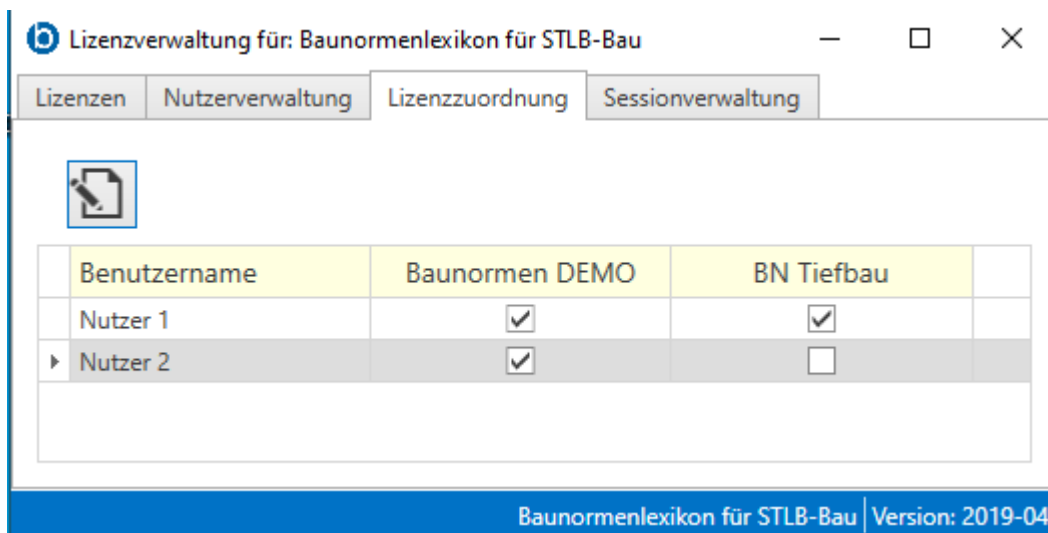 Lizenzverwaltung für: Baunormenlexikon für STLB-Bau
Lizenzen Nutzerverwaltung Lizenzzuordnung Sessionverwaltung
Benutzername Baunormen DEMO BN Tiefbau
Nutzer 1
Nutzer 2
Baunormenlexikon für STLB-Bau Version: 2019-04